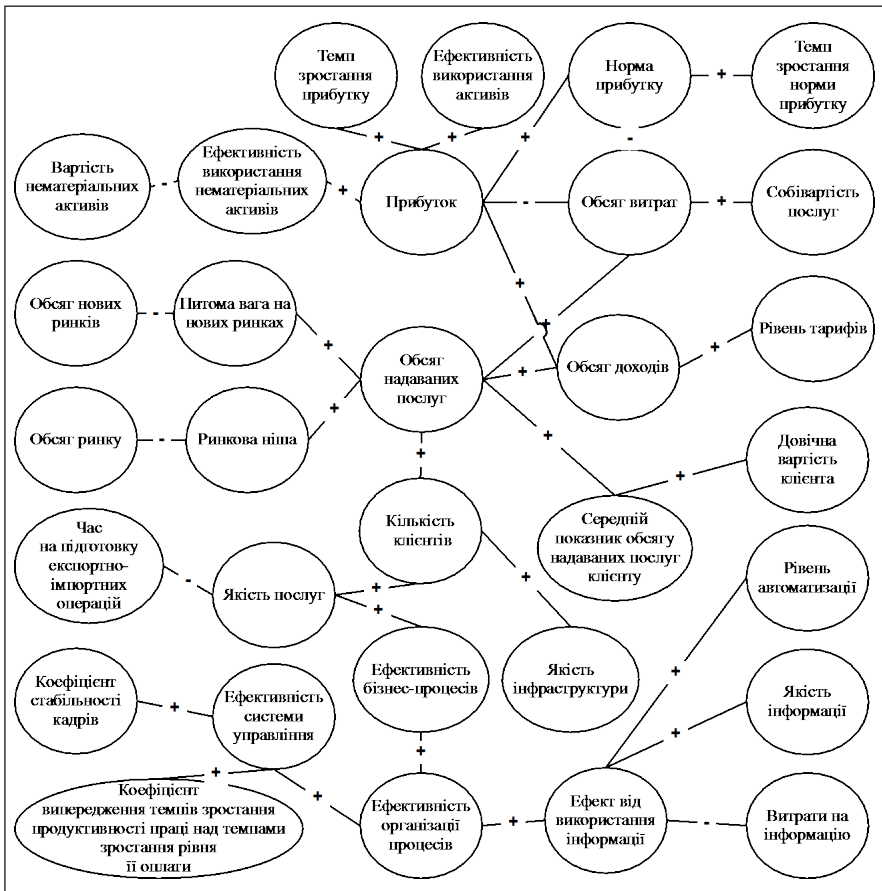 Темп
зростання
прибутку
Ефективність
використання
активів
Норма
прибутку
+
Темп
зростання
норми
прибутку
+
+
+
-
Вартість
нематеріальних
активів
-
Ефективність
використання
нематеріальних
активів
+
Прибуток
-
Обсяг витрат
+
Собівартість
послуг
+
+
Обсяг нових
ринків
-
Питома вага на
нових ринках
+
Обсяг
надаваних
послуг
+
Обсяг доходів
+
Рівень тарифів
Обсяг ринку
-
Ринкова ніша
+
+
+
Довічна
вартість
клієнта
+
Середній
показник обсягу
надаваних послуг
клієнту
Кількість
клієнтів
+
Час
на підготовку
експортно-
імпортних
операцій
-
Якість послуг
+
+
Рівень
автоматизації
+
Ефективність
бізнес-процесів
Якість
інфраструктури
Коефіцієнт
стабільності
кадрів
+
Ефективність
системи
управління
+
Якість
інформації
+
+
+
Коефіцієнт
випередження темпів зростання
продуктивності праці над темпами
зростання рівня
її оплати
+
Ефективність
організації
процесів
+
Ефект від
використання
інформації
-
Витрати на
інформацію